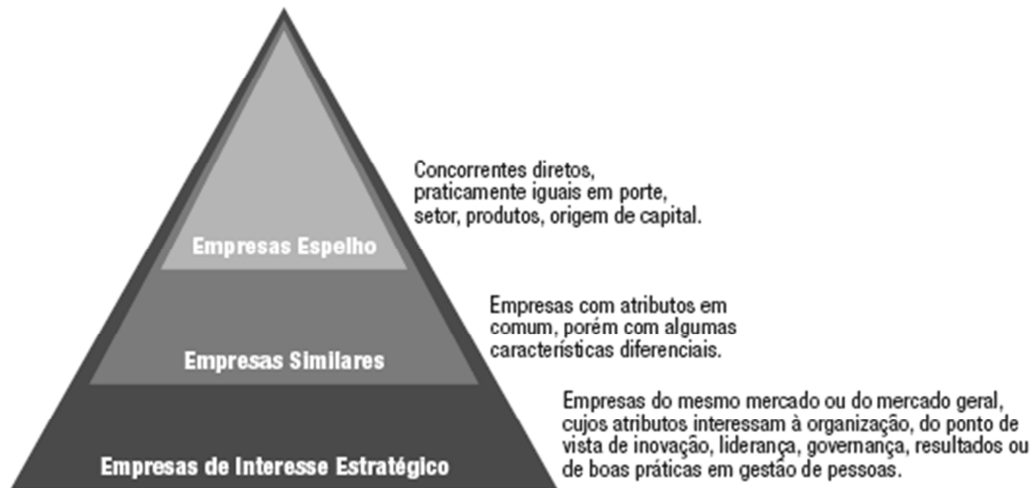 Concorrentes diretos,
praticamente iguais em porte,
setor, produtos, origem de capital.
Empresas Espelho
Empresas com atributos em
comum, porém com algumas
características diferenciais.
Empresas Similares
Empresas do mesmo mercado ou do mercado geral,
cujos atributos interessam à organização, do ponto de
vista de inovação, liderança, governança, resultados ou
de boas práticas em gestão de pessoas.
Empresas de Interesse Estratégico